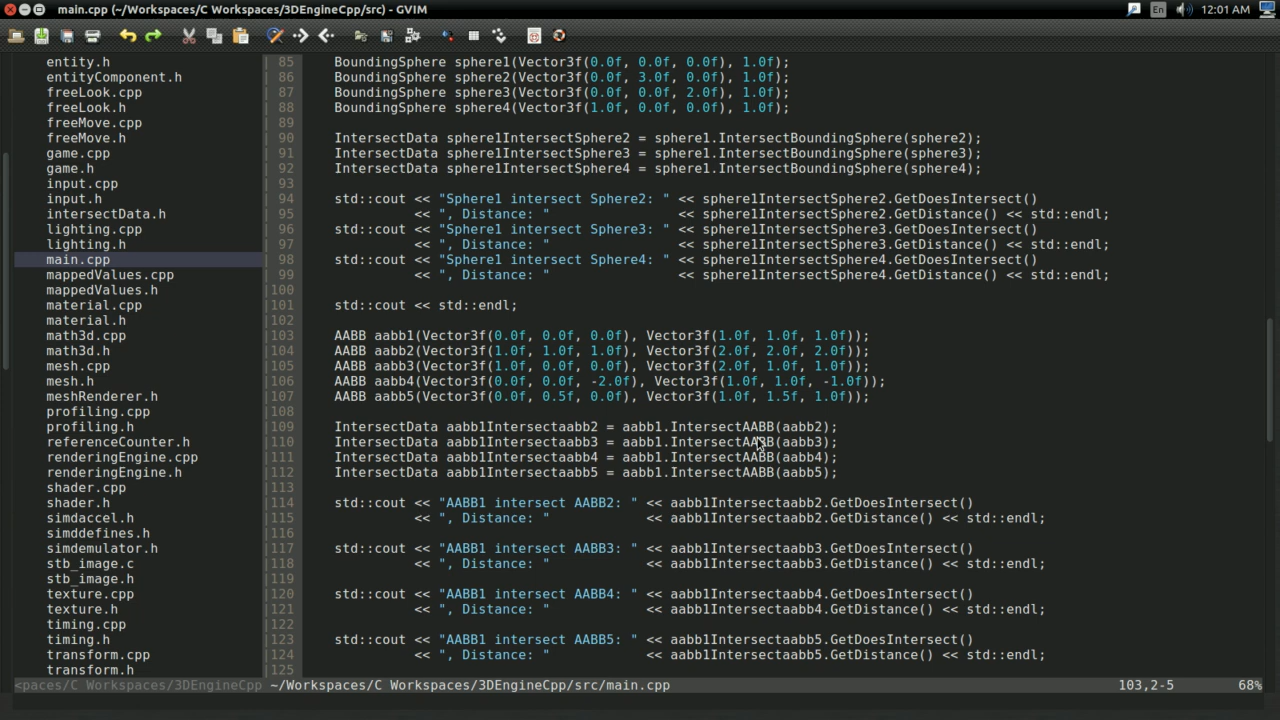 main.cpp (~/Workspaces/C Workspaces/3DEngineCpp/src) - GVIM
En
12:01 AM
entity.h
entityComponent.h
freeLook.cpp
freeLook.h
freeMove.cpp
freeMove.h
game.cpp
game.h
input.cpp
input.h
intersectData.h
lighting.cpp
lighting.h
main.cpp
mappedValues.cpp
mappedValues.h
material.cpp
material.h
math3d.cpp
math3d.h
mesh.cpp
mesh.h
meshRenderer.h
profiling.cpp
profiling.h
referenceCounter.h
renderingEngine.cpp
renderingEngine.h
shader.cpp
shader.h
simdaccel.h
simddefines.h
simdemulator.h
stb_image.c
stb_image.h
texture.cpp
texture.h
timing.cpp
timing.h
transform.cpp
transform.h
85 BoundingSphere sphere1(Vector3f(0.0f, 0.0f, 0.0f), 1.0f);
86 BoundingSphere sphere2(Vector3f(0.0f, 3.0f, 0.0f), 1.0f);
87 BoundingSphere sphere3(Vector3f(0.0f, 0.0f, 2.0f), 1.0f);
88 BoundingSphere sphere4(Vector3f(1.0f, 0.0f, 0.0f), 1.0f);
89
90 IntersectData sphere1IntersectSphere2 = sphere1.IntersectBoundingSphere(sphere2);
91 IntersectData sphere1IntersectSphere3 = sphere1.IntersectBoundingSphere(sphere3);
92 IntersectData sphere1IntersectSphere4 = sphere1.IntersectBoundingSphere(sphere4);
93
94 std::cout << "Sphere1 intersect Sphere2: " << sphere1IntersectSphere2.GetDoesIntersect()
95 << ", Distance: " << sphere1IntersectSphere2.GetDistance() << std::endl;
96 std::cout << "Sphere1 intersect Sphere3: " << sphere1IntersectSphere3.GetDoesIntersect()
97 << ", Distance: " << sphere1IntersectSphere3.GetDistance() << std::endl;
98 std::cout << "Sphere1 intersect Sphere4: " << sphere1IntersectSphere4.GetDoesIntersect()
99 << ", Distance: " << sphere1IntersectSphere4.GetDistance() << std::endl;
100
101 std::cout << std::endl;
102
103 AABB aabb1(Vector3f(0.0f, 0.0f, 0.0f), Vector3f(1.0f, 1.0f, 1.0f));
104 AABB aabb2(Vector3f(1.0f, 1.0f, 1.0f), Vector3f(2.0f, 2.0f, 2.0f));
105 AABB aabb3(Vector3f(1.0f, 0.0f, 0.0f), Vector3f(2.0f, 1.0f, 1.0f));
106 AABB aabb4(Vector3f(0.0f, 0.0f, -2.0f), Vector3f(1.0f, 1.0f, -1.0f));
107 AABB aabb5(Vector3f(0.0f, 0.5f, 0.0f), Vector3f(1.0f, 1.5f, 1.0f));
108
109 IntersectData aabb1Intersectaabb2 = aabb1.IntersectAABB(aabb2);
110 IntersectData aabb1Intersectaabb3 = aabb1.IntersectAABB(aabb3);
111 IntersectData aabb1Intersectaabb4 = aabb1.IntersectAABB(aabb4);
112 IntersectData aabb1Intersectaabb5 = aabb1.IntersectAABB(aabb5);
113
114 std::cout << "AABB1 intersect AABB2: " << aabb1Intersectaabb2.GetDoesIntersect()
115 << ", Distance: " << aabb1Intersectaabb2.GetDistance() << std::endl;
116
117 std::cout << "AABB1 intersect AABB3: " << aabb1Intersectaabb3.GetDoesIntersect()
118 << ", Distance: " << aabb1Intersectaabb3.GetDistance() << std::endl;
119
120 std::cout << "AABB1 intersect AABB4: " << aabb1Intersectaabb4.GetDoesIntersect()
121 << ", Distance: " << aabb1Intersectaabb4.GetDistance() << std::endl;
122
123 std::cout << "AABB1 intersect AABB5: " << aabb1Intersectaabb5.GetDoesIntersect()
124 << ", Distance: " << aabb1Intersectaabb5.GetDistance() << std::endl;
125
<paces/C Workspaces/3DEngineCpp ~/Workspaces/C Workspaces/3DEngineCpp/src/main.cpp 103,2-5 68%